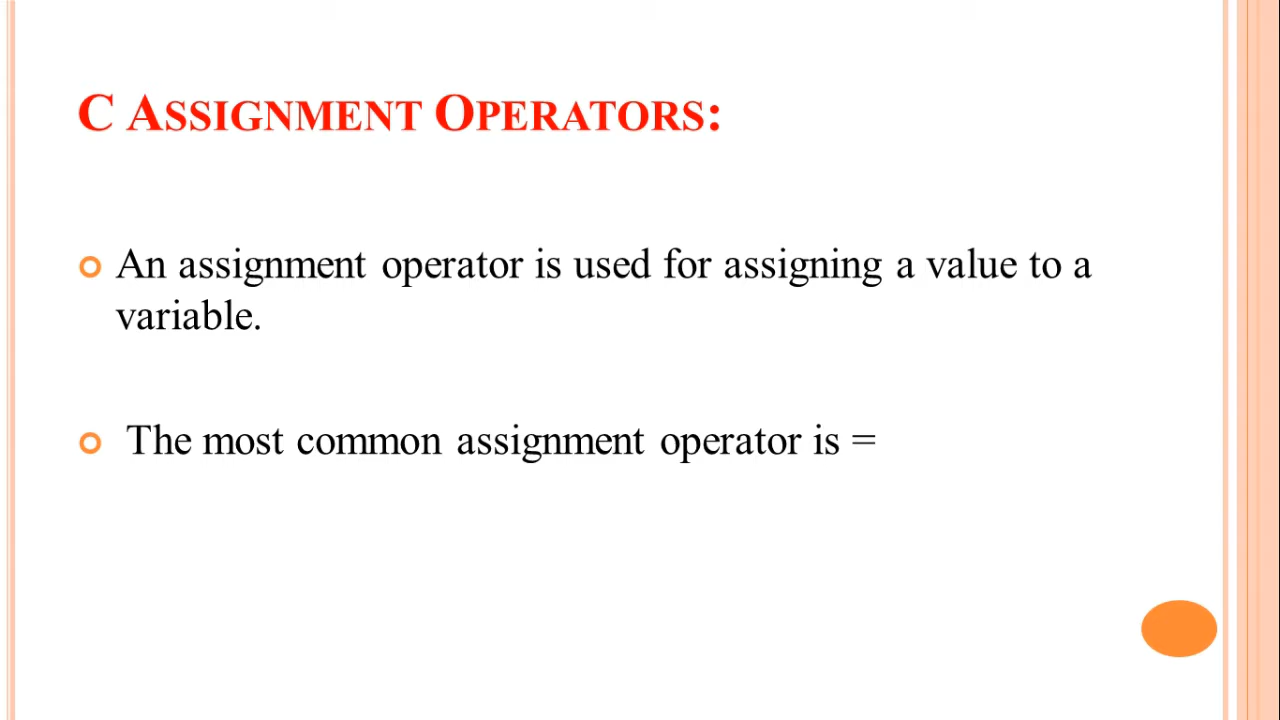 C ASSIGNMENT OPERATORS:
An assignment operator is used for assigning a value to a
variable.
The most common assignment operator is =